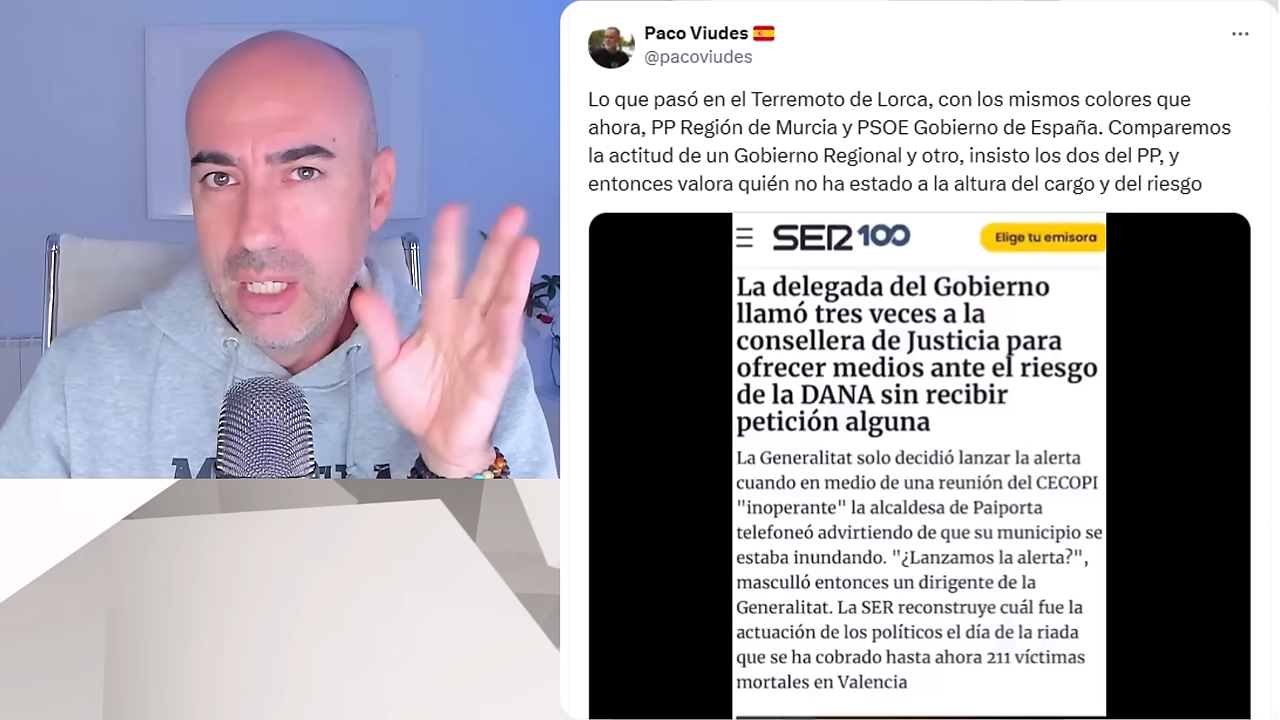 Paco Viudes
@pacoviudes
Lo que pasó en el Terremoto de Lorca, con los mismos colores que
ahora, PP Región de Murcia y PSOE Gobierno de España. Comparemos
la actitud de un Gobierno Regional y otro, insisto los dos del PP, y
entonces valora quién no ha estado a la altura del cargo y del riesgo
SER 100
Elige tu emisora
La delegada del Gobierno
llamó tres veces a la
consellera de Justicia para
ofrecer medios ante el riesgo
de la DANA sin recibir
petición alguna
La Generalitat solo decidió lanzar la alerta
cuando en medio de una reunión del CECOPI
"inoperante" la alcaldesa de Paiporta
telefoneó advirtiendo de que su municipio se
estaba inundando. "¿Lanzamos la alerta?",
masculló entonces un dirigente de la
Generalitat. La SER reconstruye cuál fue la
actuación de los políticos el día de la riada
que se ha cobrado hasta ahora 211 víctimas
mortales en Valencia